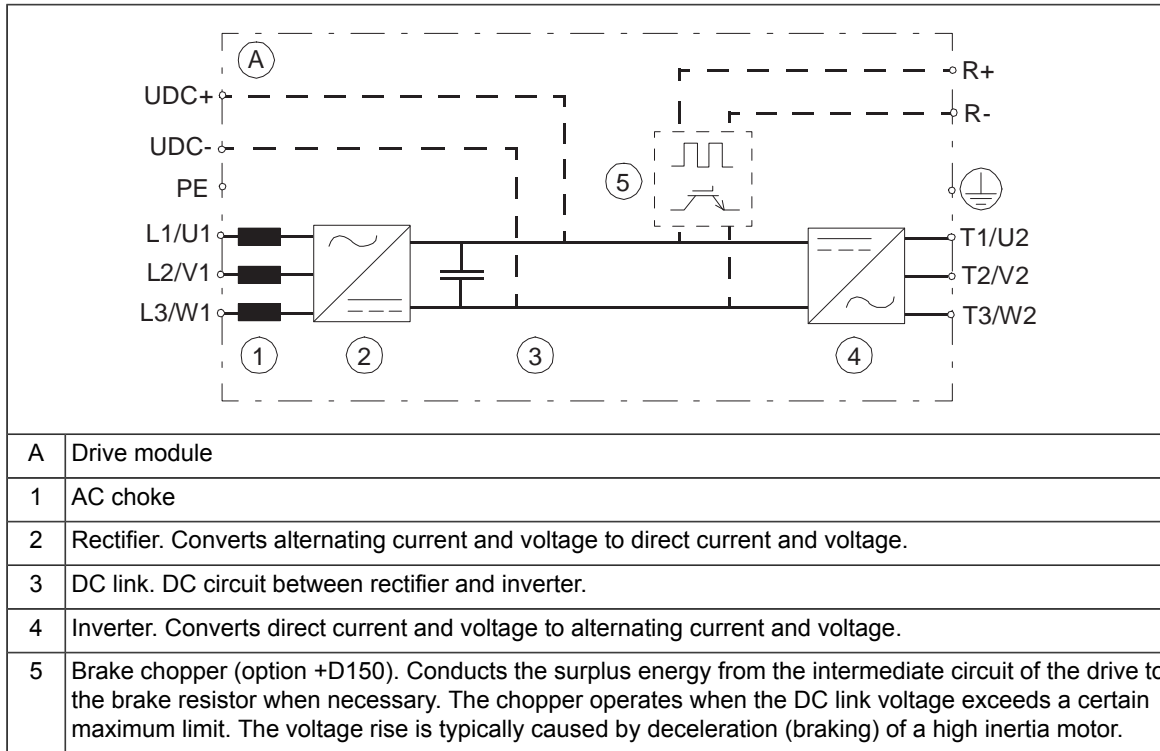 A
R+
UDC+
R-
UDC-
5
PE
L1/U1
T1/U2
L2/V1
T2/V2
L3/W1
T3/W2
1
2
3
4
A Drive module
1 AC choke
2 Rectifier. Converts alternating current and voltage to direct current and voltage.
3 DC link. DC circuit between rectifier and inverter.
4 Inverter. Converts direct current and voltage to alternating current and voltage.
5 Brake chopper (option +D150). Conducts the surplus energy from the intermediate circuit of the drive to
the brake resistor when necessary. The chopper operates when the DC link voltage exceeds a certain
maximum limit. The voltage rise is typically caused by deceleration (braking) of a high inertia motor.